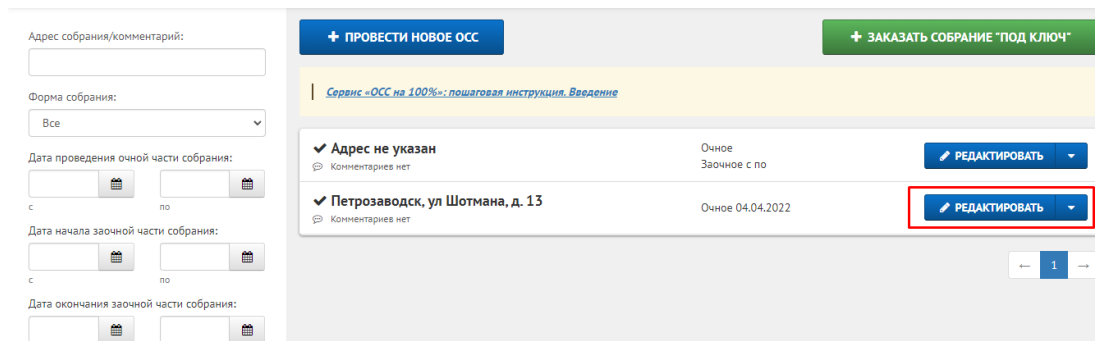 Адрес собрания/комментарий:
Форма собрания:
Все
Дата проведения очной части собрания:
с по
Дата начала заочной части собрания:
с по
Дата окончания заочной части собрания:
+ ПРОВЕСТИ НОВОЕ ОСС
+ ЗАКАЗАТЬ СОБРАНИЕ "ПОД КЛЮЧ"
Сервис «ОСС на 100%»: пошаговая инструкция. Введение
Адрес не указан
Комментариев нет
Очное
Заочное с по
РЕДАКТИРОВАТЬ
Петрозаводск, ул Шотмана, д. 13
Комментариев нет
Очное 04.04.2022
РЕДАКТИРОВАТЬ
← 1 →